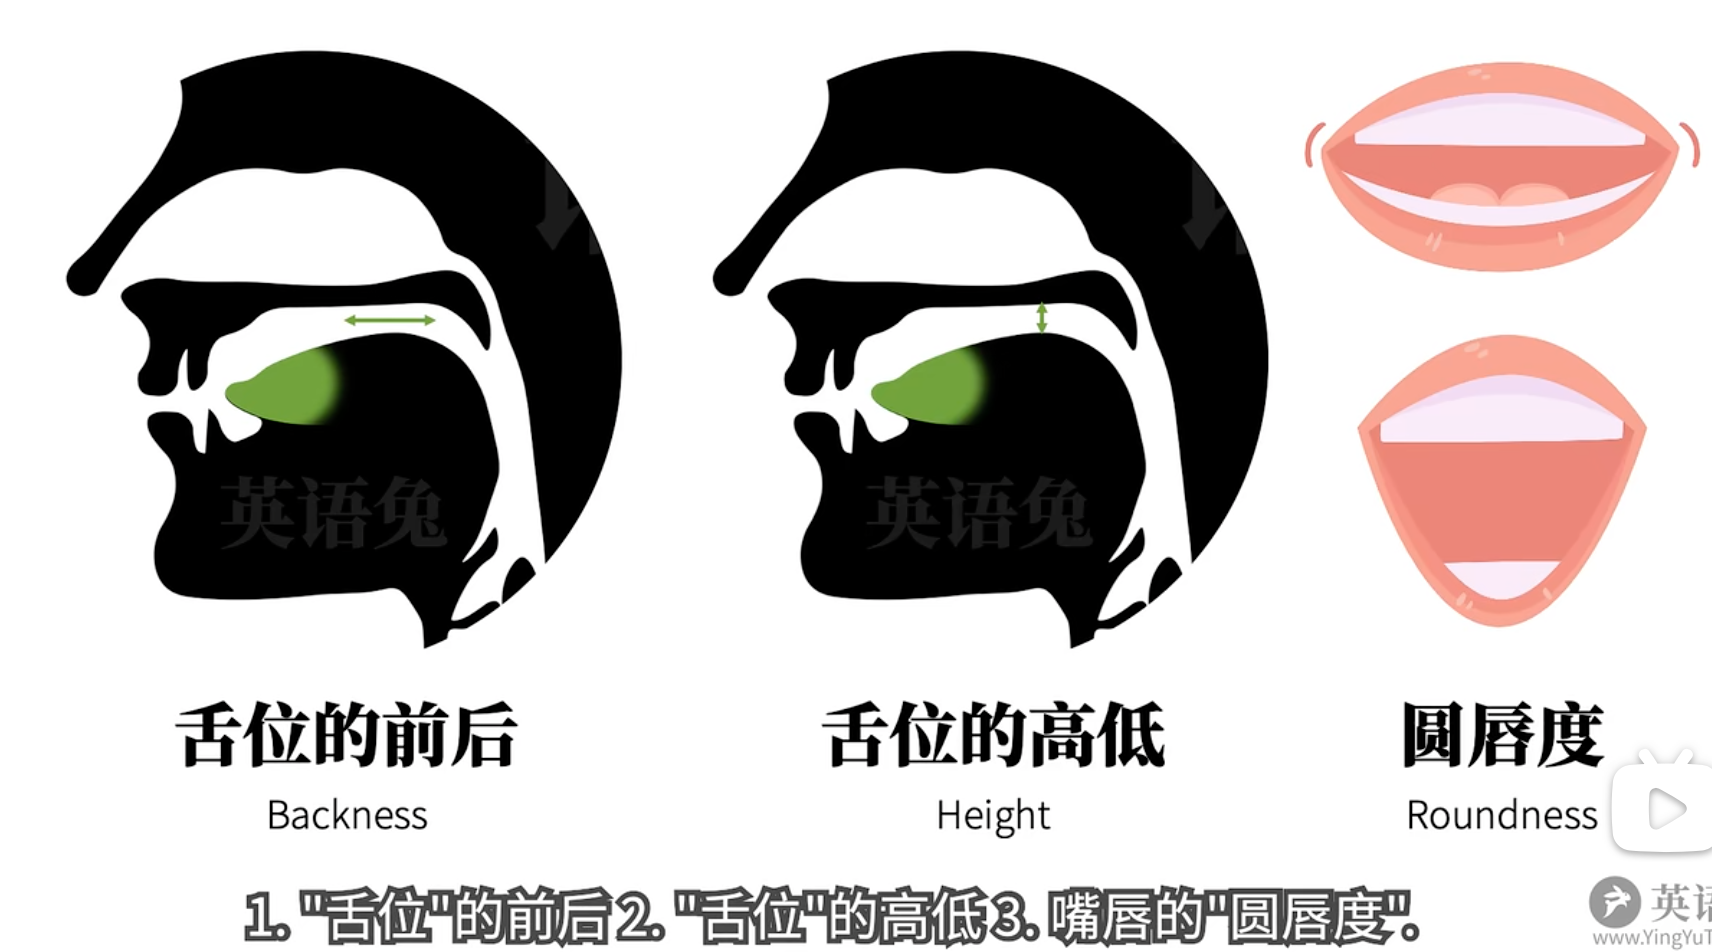 英语兔
英语兔
舌位的前后
Backness
舌位的高低
Height
圆唇度
Roundness
1. "舌位"的前后 2. "舌位"的高低 3. 嘴唇的"圆唇度".
英语
www.YingYuT